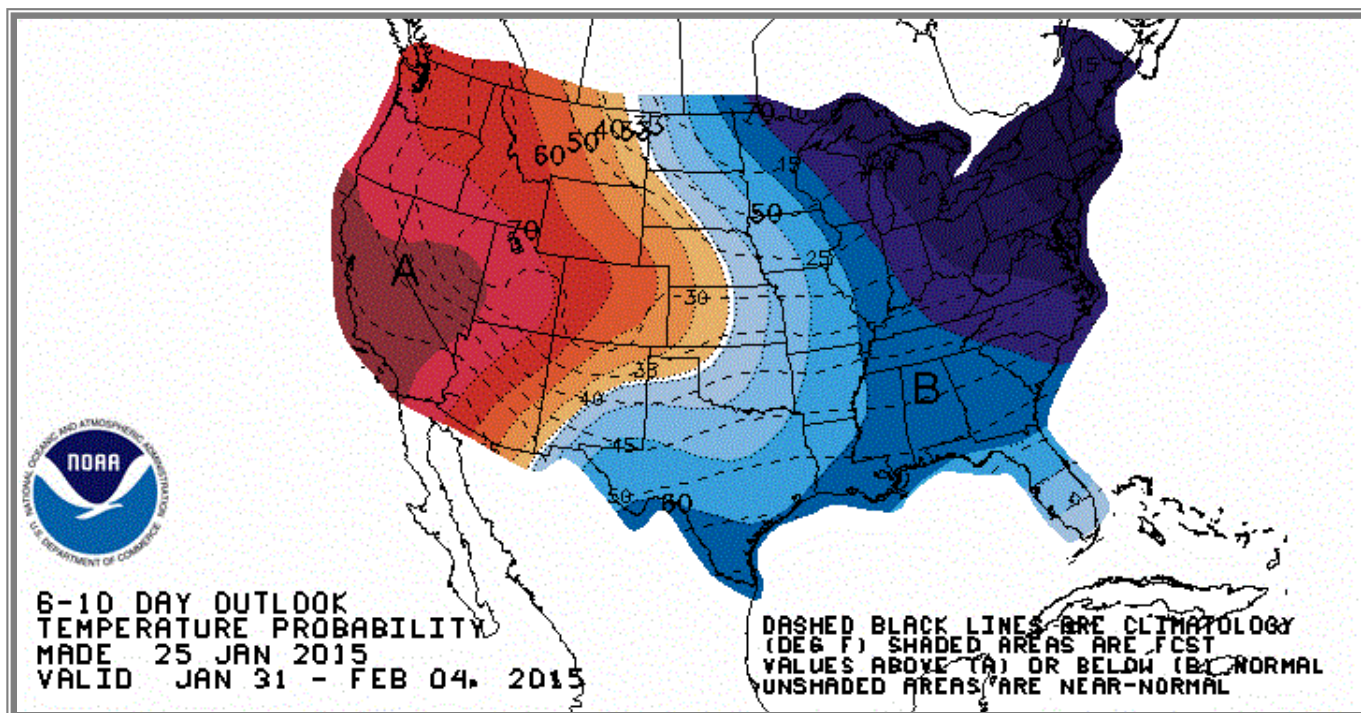 15
70
10
60 50 40 33 33
15
20
50
70
25
A
30
35
40
B
45
50 60
NOAA
NATIONAL OCEANIC AND ATMOSPHERIC ADMINISTRATION
U.S. DEPARTMENT OF COMMERCE
6-10 DAY OUTLOOK
TEMPERATURE PROBABILITY
MADE 25 JAN 2015
VALID JAN 31 - FEB 04, 2015
DASHED BLACK LINES ARE CLIMATOLOGY
(DEG F) SHADED AREAS ARE FCST
VALUES ABOVE (A) OR BELOW (B) NORMAL
UNSHADED AREAS ARE NEAR-NORMAL